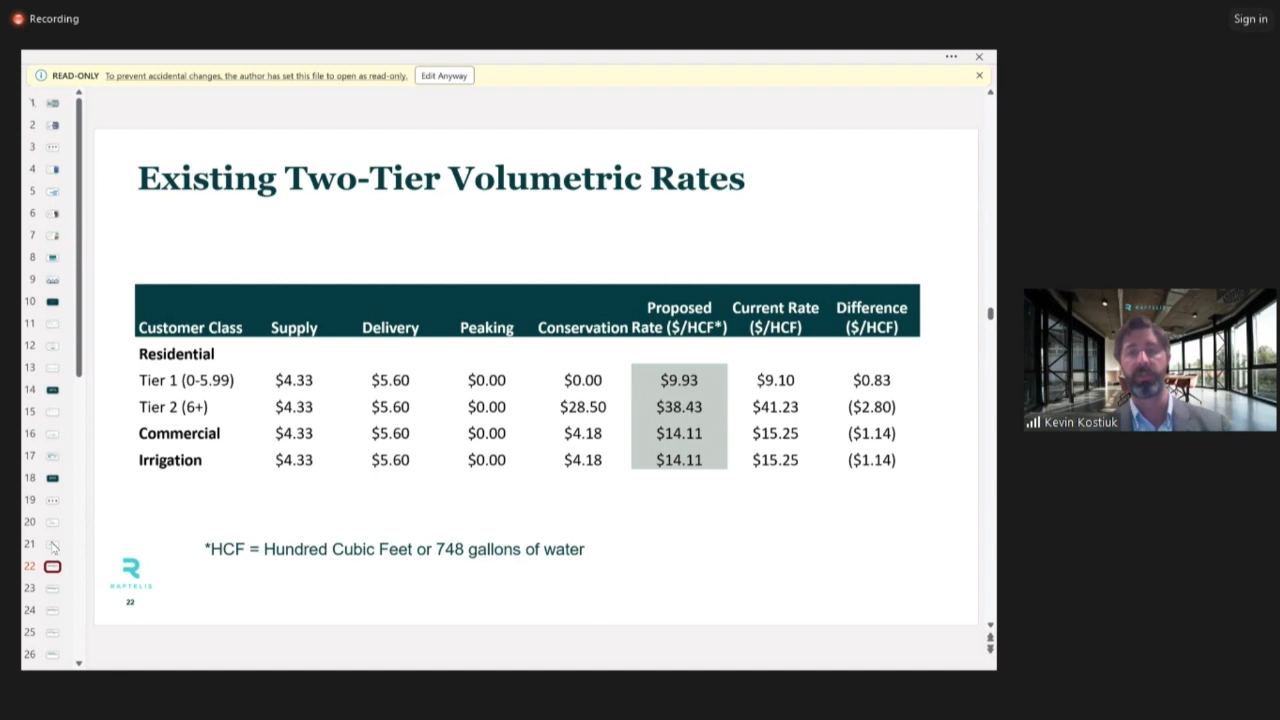 Recording
Sign in
READ-ONLY To prevent accidental changes, the author has set this file to open as read-only. Edit Anyway
1
2
3
4
5
6
7
8
9
10
11
12
13
14
15
16
17
18
19
20
21
22
23
24
25
26
Existing Two-Tier Volumetric Rates
Customer Class Supply Delivery Peaking Conservation Proposed Rate ($/HCF*) Current Rate ($/HCF) Difference ($/HCF)
Residential
Tier 1 (0-5.99) $4.33 $5.60 $0.00 $0.00 $9.93 $9.10 $0.83
Tier 2 (6+) $4.33 $5.60 $0.00 $28.50 $38.43 $41.23 ($2.80)
Commercial $4.33 $5.60 $0.00 $4.18 $14.11 $15.25 ($1.14)
Irrigation $4.33 $5.60 $0.00 $4.18 $14.11 $15.25 ($1.14)
*HCF = Hundred Cubic Feet or 748 gallons of water
RAFTELIS
22
RAFTELIS
Kevin Kostiuk